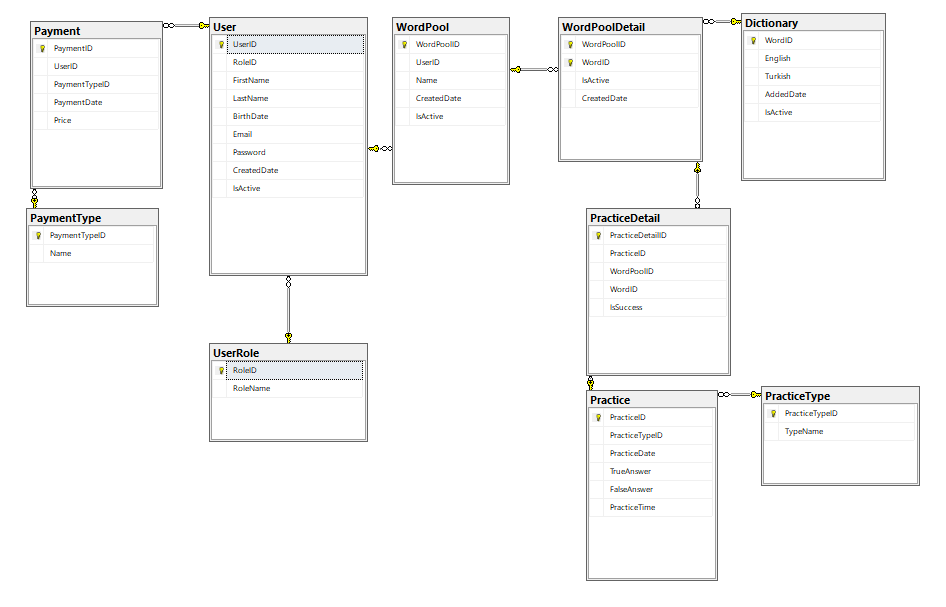 Payment
PaymentID
UserID
PaymentTypeID
PaymentDate
Price
User
UserID
RoleID
FirstName
LastName
BirthDate
Email
Password
CreatedDate
IsActive
WordPool
WordPoolID
UserID
Name
CreatedDate
IsActive
WordPoolDetail
WordPoolID
WordID
IsActive
CreatedDate
Dictionary
WordID
English
Turkish
AddedDate
IsActive
PaymentType
PaymentTypeID
Name
PracticeDetail
PracticeDetailID
PracticeID
WordPoolID
WordID
IsSuccess
UserRole
RoleID
RoleName
Practice
PracticeID
PracticeTypeID
PracticeDate
TrueAnswer
FalseAnswer
PracticeTime
PracticeType
PracticeTypeID
TypeName